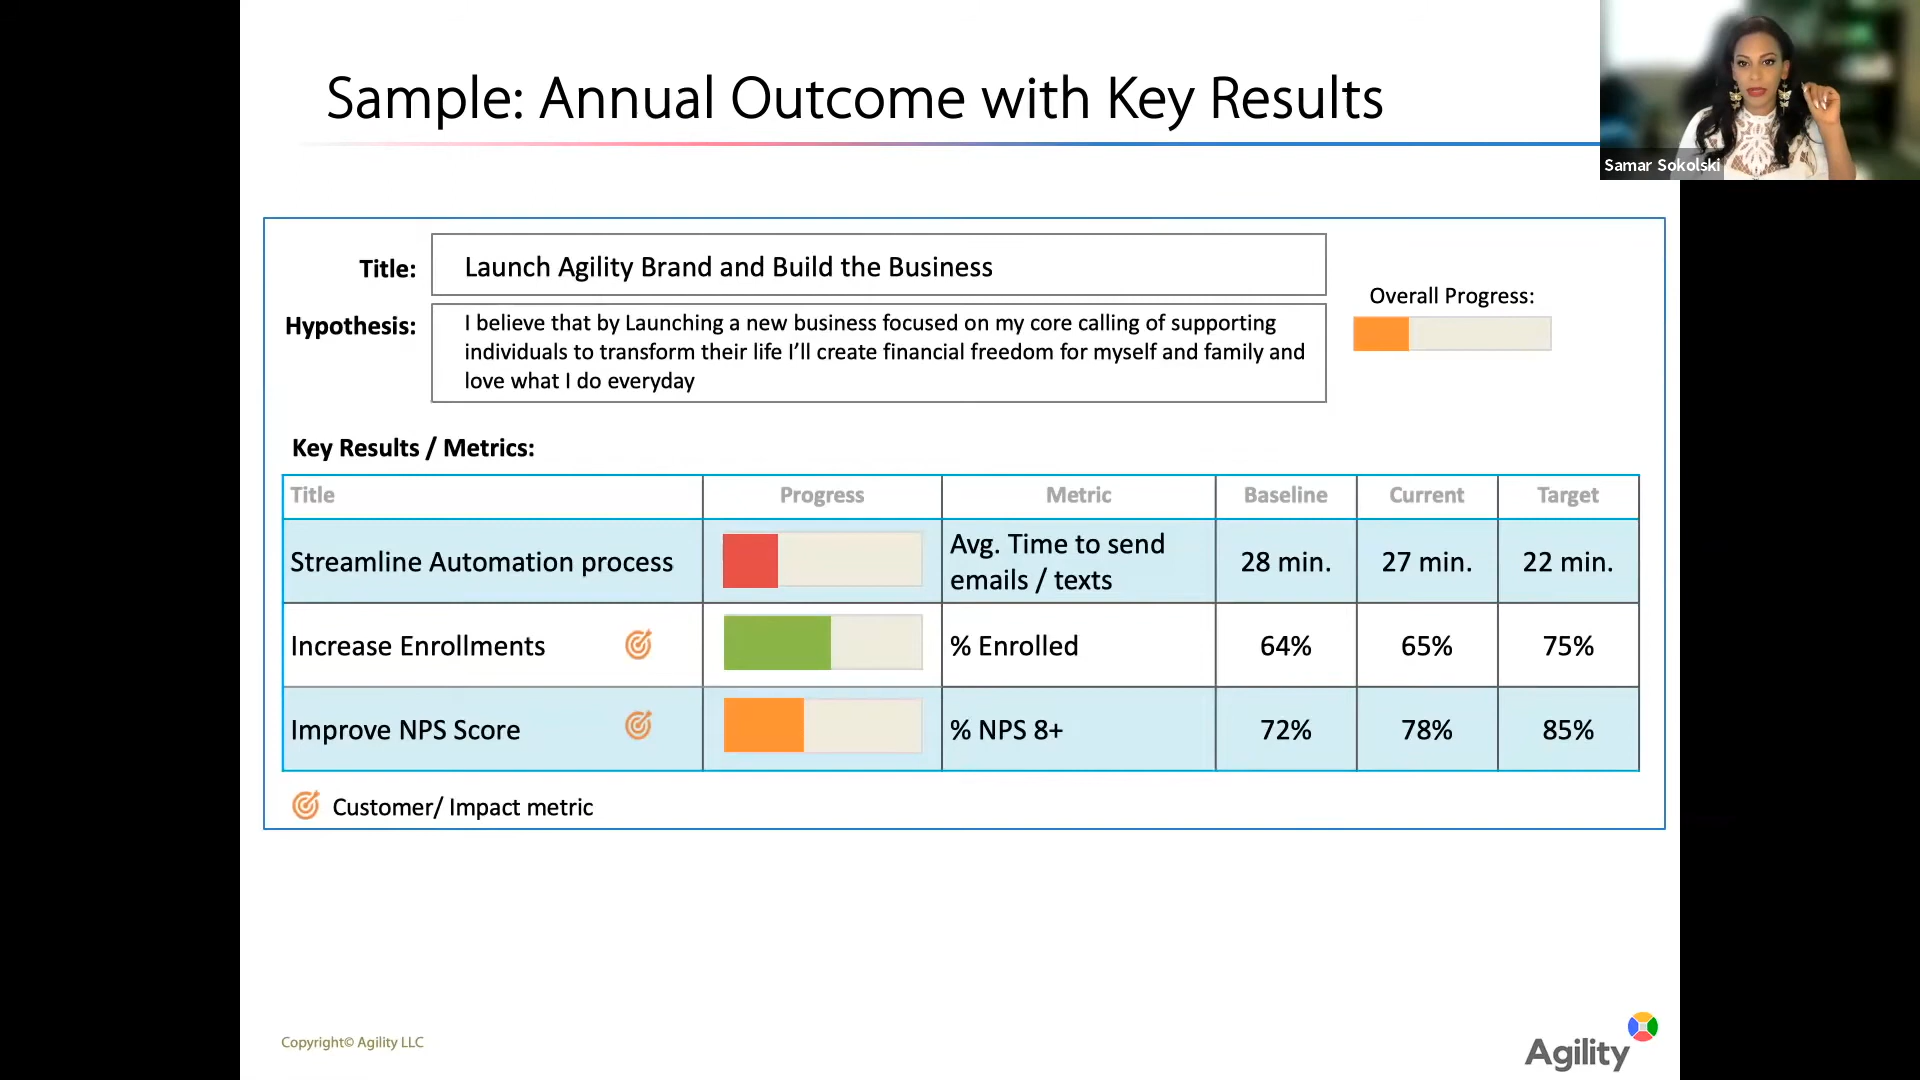 Sample: Annual Outcome with Key Results
Samar Sokolski
Title:
Launch Agility Brand and Build the Business
Hypothesis:
I believe that by Launching a new business focused on my core calling of supporting
individuals to transform their life I’ll create financial freedom for myself and family and
love what I do everyday
Overall Progress:
Key Results / Metrics:
Title Progress Metric Baseline Current Target
Streamline Automation process
Avg. Time to send
emails / texts
28 min. 27 min. 22 min.
Increase Enrollments % Enrolled 64% 65% 75%
Improve NPS Score % NPS 8+ 72% 78% 85%
Customer/ Impact metric
Copyright© Agility LLC
Agility